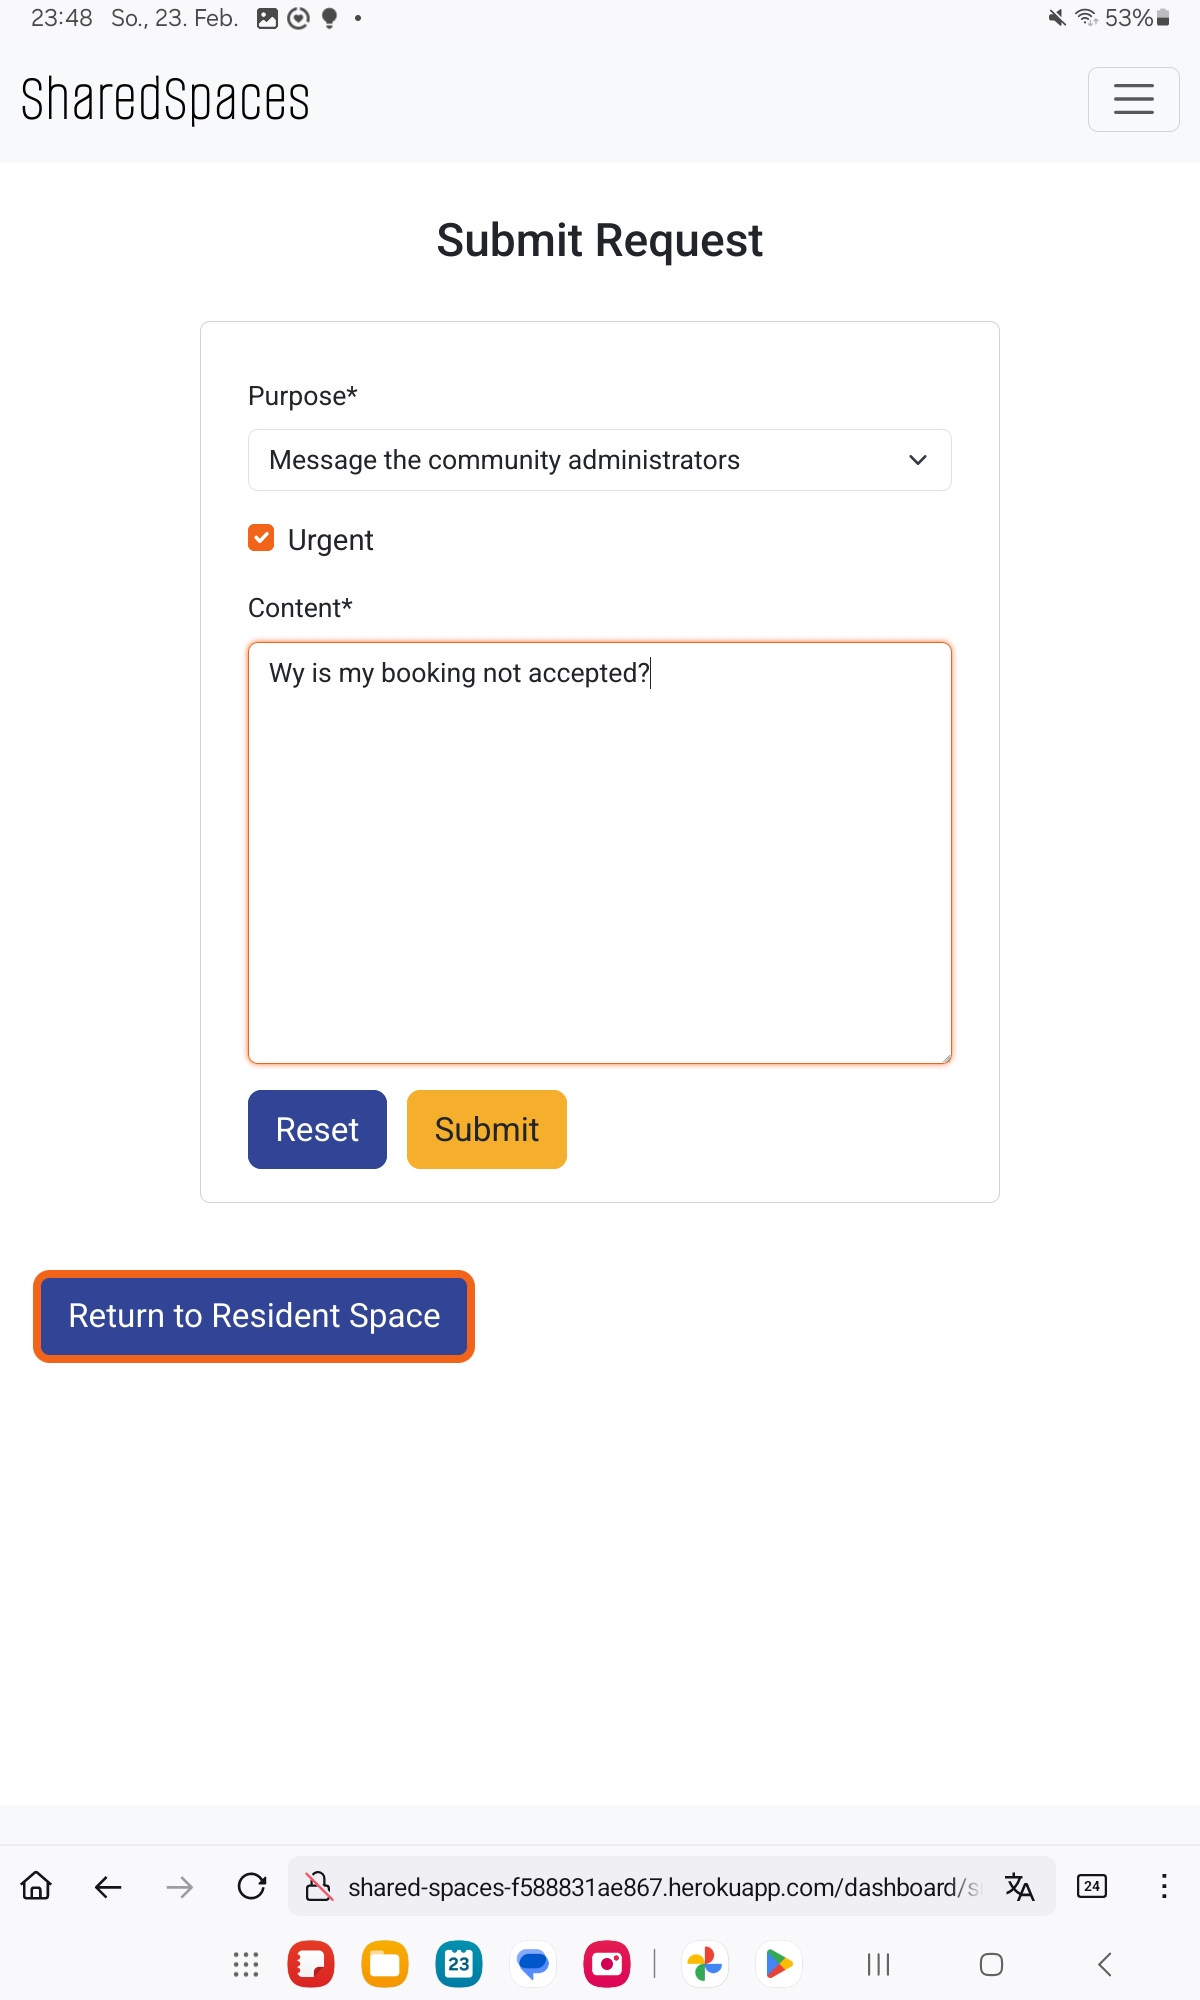 23:48 So., 23. Feb.
53%
SharedSpaces
Submit Request
Purpose*
Message the community administrators
Urgent
Content*
Wy is my booking not accepted?
Reset Submit
Return to Resident Space
shared-spaces-f588831ae867.herokuapp.com/dashboard/
24
23